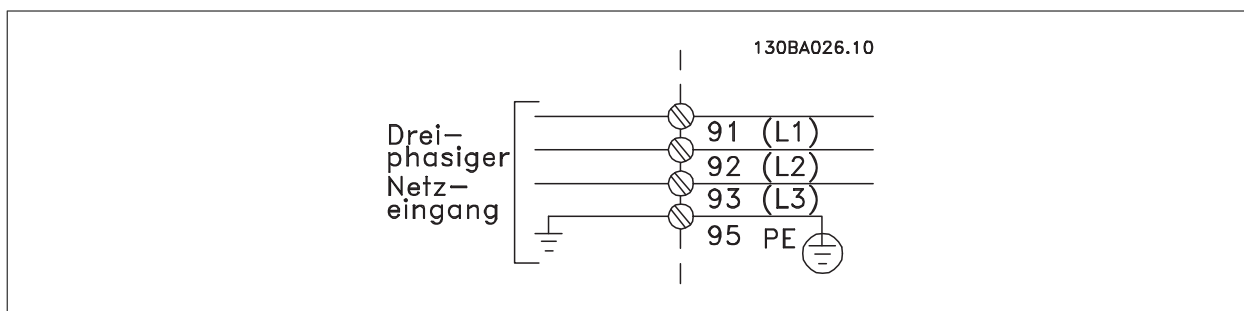 130BA026.10
Drei-
phasiger
Netz-
eingang
91 (L1)
92 (L2)
93 (L3)
95 PE